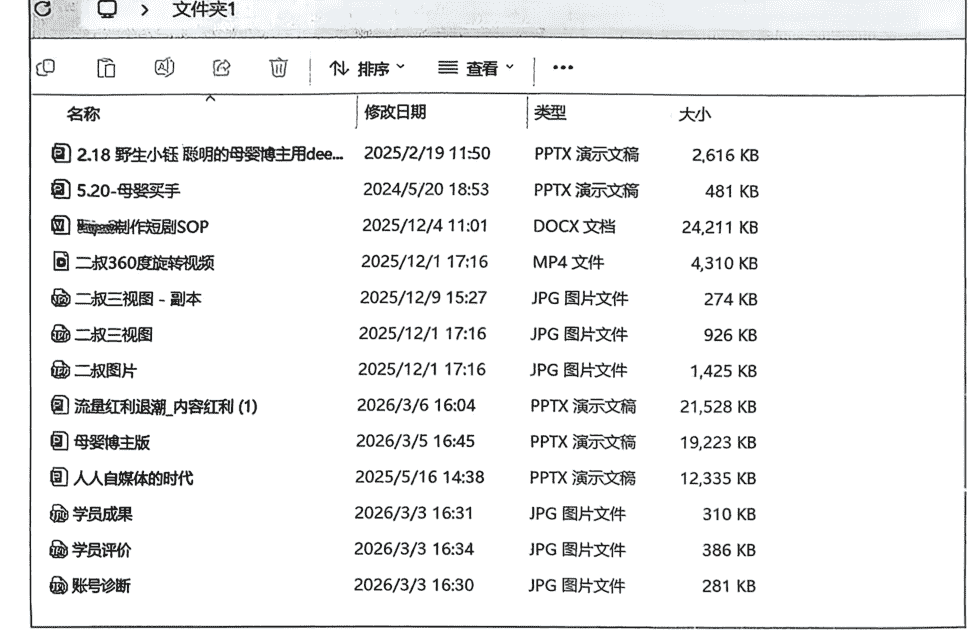 文件夹1
排序 查看
名称 修改日期 类型 大小
2.18 野生小钰 聪明的母婴博主用dee... 2025/2/19 11:50 PPTX 演示文稿 2,616 KB
5.20-母婴买手 2024/5/20 18:53 PPTX 演示文稿 481 KB
制作短剧SOP 2025/12/4 11:01 DOCX 文档 24,211 KB
二叔360度旋转视频 2025/12/1 17:16 MP4 文件 4,310 KB
二叔三视图 - 副本 2025/12/9 15:27 JPG 图片文件 274 KB
二叔三视图 2025/12/1 17:16 JPG 图片文件 926 KB
二叔图片 2025/12/1 17:16 JPG 图片文件 1,425 KB
流量红利退潮_内容红利 (1) 2026/3/6 16:04 PPTX 演示文稿 21,528 KB
母婴博主版 2026/3/5 16:45 PPTX 演示文稿 19,223 KB
人人自媒体的时代 2025/5/16 14:38 PPTX 演示文稿 12,335 KB
学员成果 2026/3/3 16:31 JPG 图片文件 310 KB
学员评价 2026/3/3 16:34 JPG 图片文件 386 KB
账号诊断 2026/3/3 16:30 JPG 图片文件 281 KB